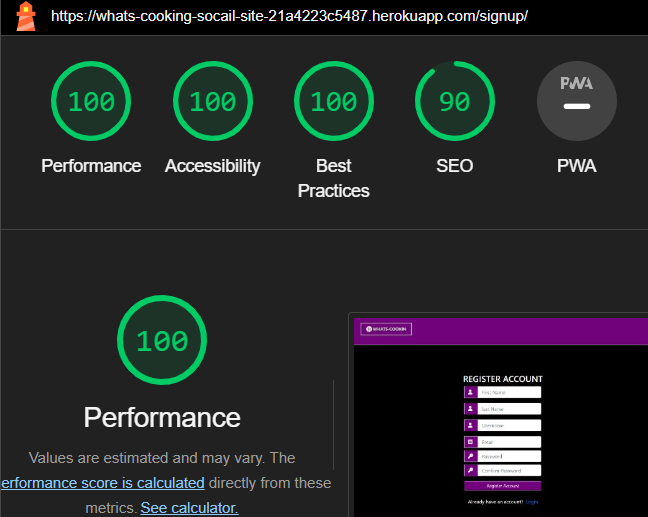 https://whats-cooking-socail-site-21a4223c5487.herokuapp.com/signup/
100 100 100 90 PWA
Performance Accessibility Best Practices SEO PWA
100
Performance
Values are estimated and may vary. The
erformance score is calculated directly from these
metrics. See calculator.
WHATS-COOKIN
REGISTER ACCOUNT
First Name
Last Name
Username
Email
Password
Confirm Password
Register Account
Already have an account? Login